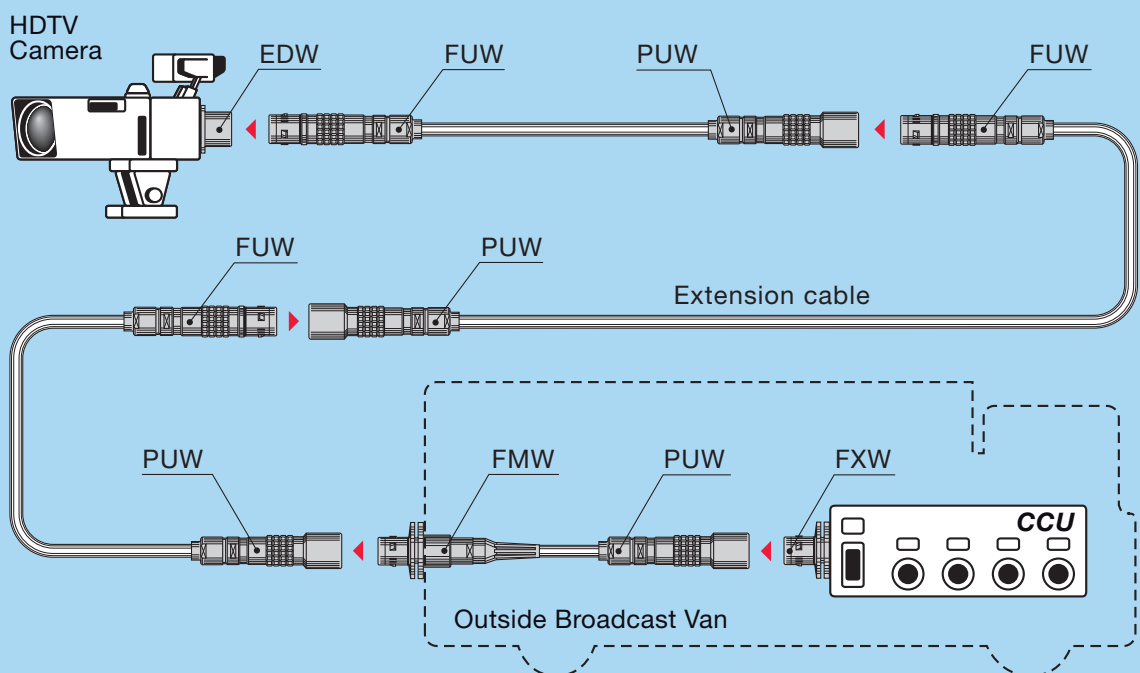 HDTV
Camera
EDW
FUW
PUW
FUW
FUW
PUW
Extension cable
PUW
FMW
PUW
FXW
CCU
Outside Broadcast Van